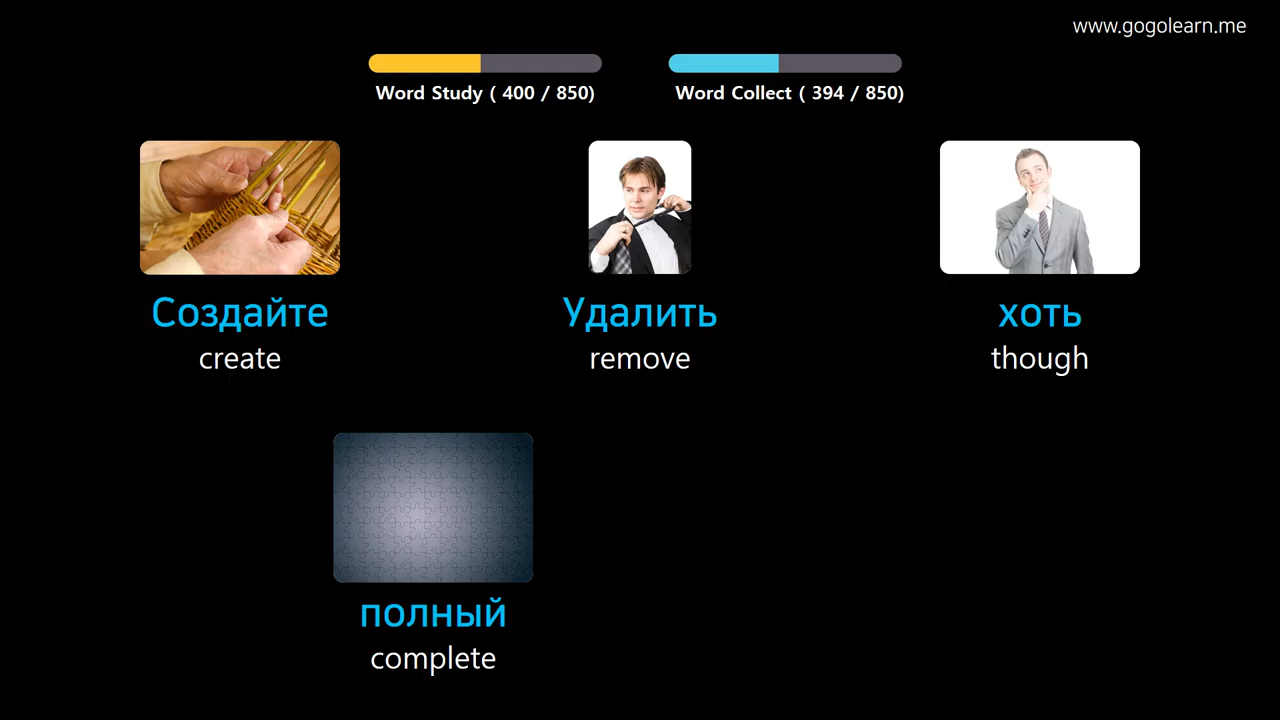 www.gogolearn.me
Word Study ( 400 / 850)
Word Collect ( 394 / 850)
Создайте
create
Удалить
remove
хоть
though
полный
complete